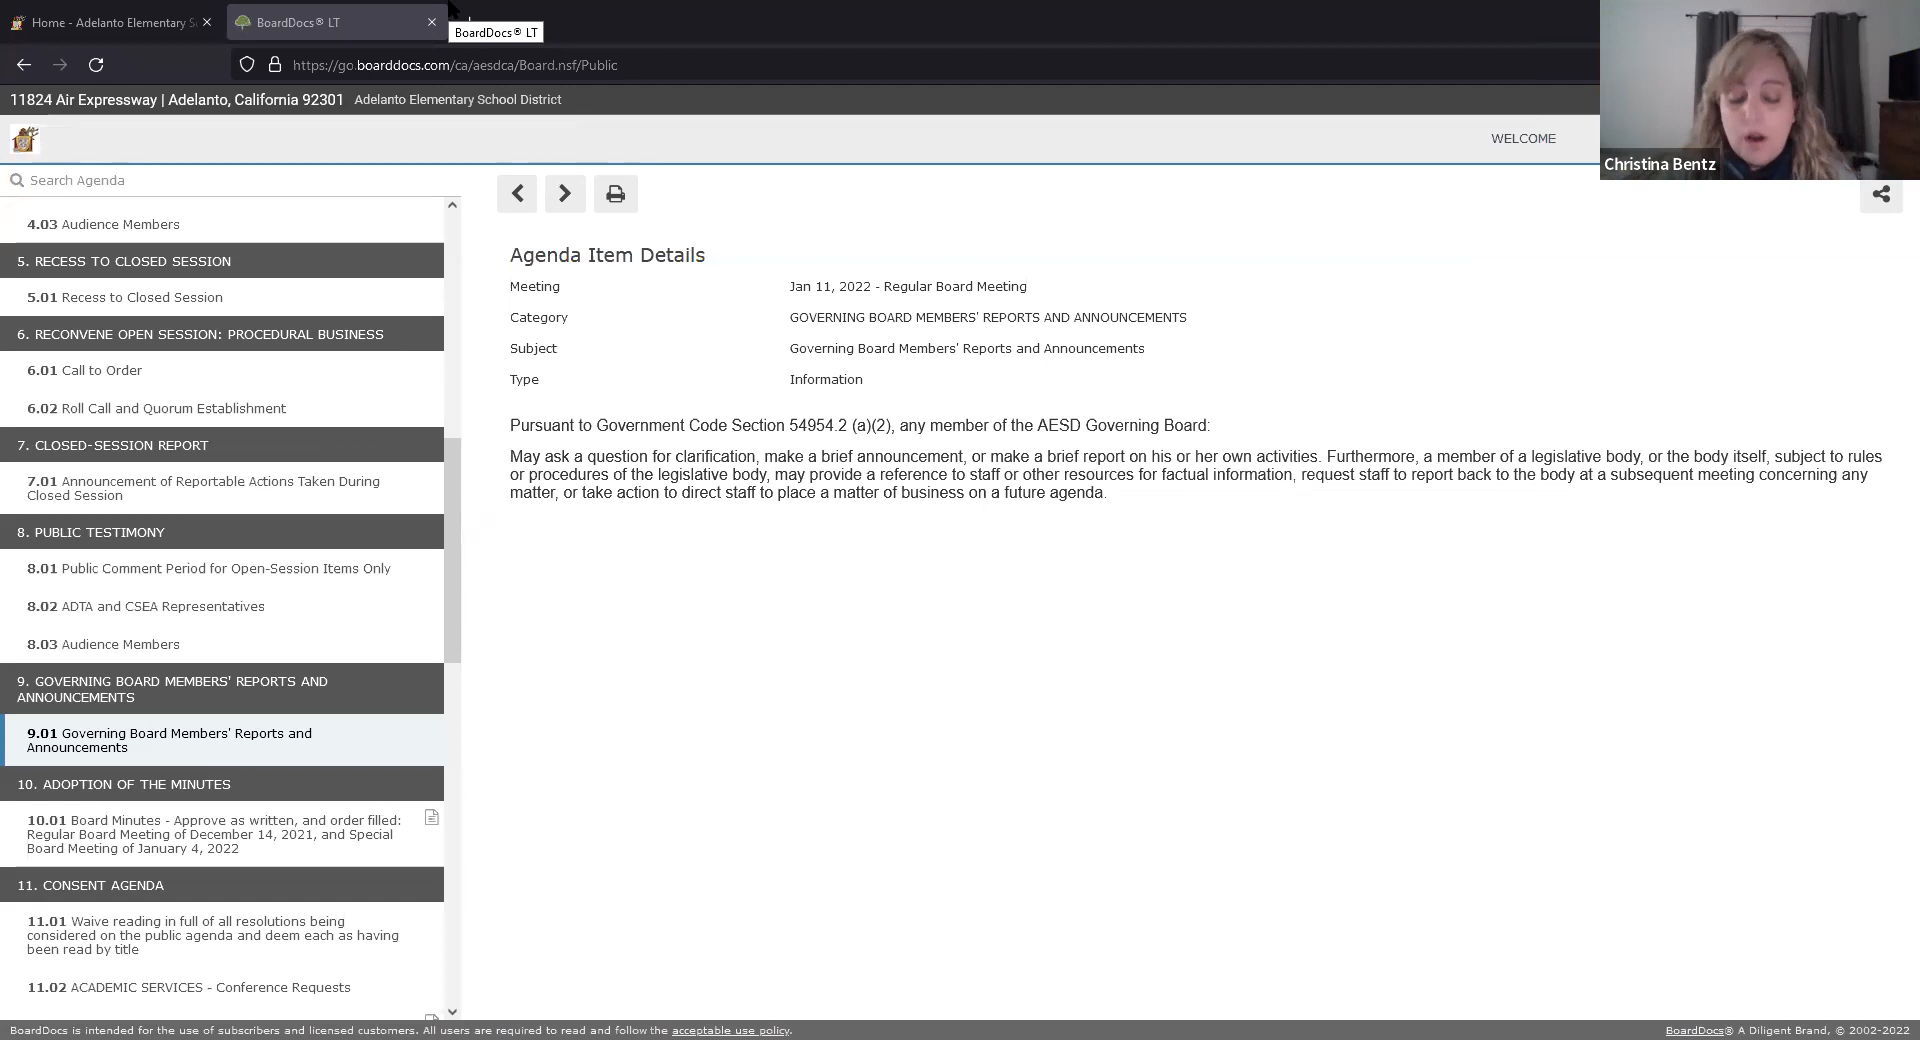 Home - Adelanto Elementary S
BoardDocs® LT
BoardDocs® LT
https://go.boarddocs.com/ca/aesdca/Board.nsf/Public
11824 Air Expressway | Adelanto, California 92301 Adelanto Elementary School District
WELCOME
Christina Bentz
Search Agenda
4.03 Audience Members
5. RECESS TO CLOSED SESSION
5.01 Recess to Closed Session
6. RECONVENE OPEN SESSION: PROCEDURAL BUSINESS
6.01 Call to Order
6.02 Roll Call and Quorum Establishment
7. CLOSED-SESSION REPORT
7.01 Announcement of Reportable Actions Taken During
Closed Session
8. PUBLIC TESTIMONY
8.01 Public Comment Period for Open-Session Items Only
8.02 ADTA and CSEA Representatives
8.03 Audience Members
9. GOVERNING BOARD MEMBERS' REPORTS AND
ANNOUNCEMENTS
9.01 Governing Board Members' Reports and
Announcements
10. ADOPTION OF THE MINUTES
10.01 Board Minutes - Approve as written, and order filled:
Regular Board Meeting of December 14, 2021, and Special
Board Meeting of January 4, 2022
11. CONSENT AGENDA
11.01 Waive reading in full of all resolutions being
considered on the public agenda and deem each as having
been read by title
11.02 ACADEMIC SERVICES - Conference Requests
Agenda Item Details
Meeting Jan 11, 2022 - Regular Board Meeting
Category GOVERNING BOARD MEMBERS' REPORTS AND ANNOUNCEMENTS
Subject Governing Board Members' Reports and Announcements
Type Information
Pursuant to Government Code Section 54954.2 (a)(2), any member of the AESD Governing Board:
May ask a question for clarification, make a brief announcement, or make a brief report on his or her own activities. Furthermore, a member of a legislative body, or the body itself, subject to rules
or procedures of the legislative body, may provide a reference to staff or other resources for factual information, request staff to report back to the body at a subsequent meeting concerning any
matter, or take action to direct staff to place a matter of business on a future agenda.
BoardDocs is intended for the use of subscribers and licensed customers. All users are required to read and follow the acceptable use policy.
BoardDocs® A Diligent Brand, © 2002-2022